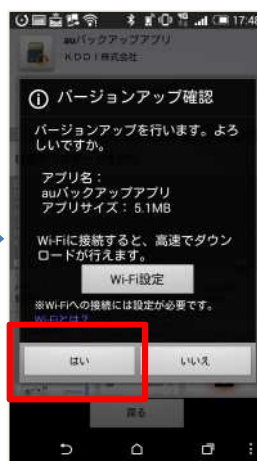 17:48
auバックアップアプリ
KDDI株式会社
バージョンアップ確認
バージョンアップを行います。よろ
しいですか。
アプリ名：
auバックアップアプリ
アプリサイズ：5.1MB
Wi-Fiに接続すると、高速でダウン
ロードが行えます。
Wi-Fi設定
※Wi-Fiへの接続には設定が必要です。
Wi-Fiとは？
はい
いいえ
戻る